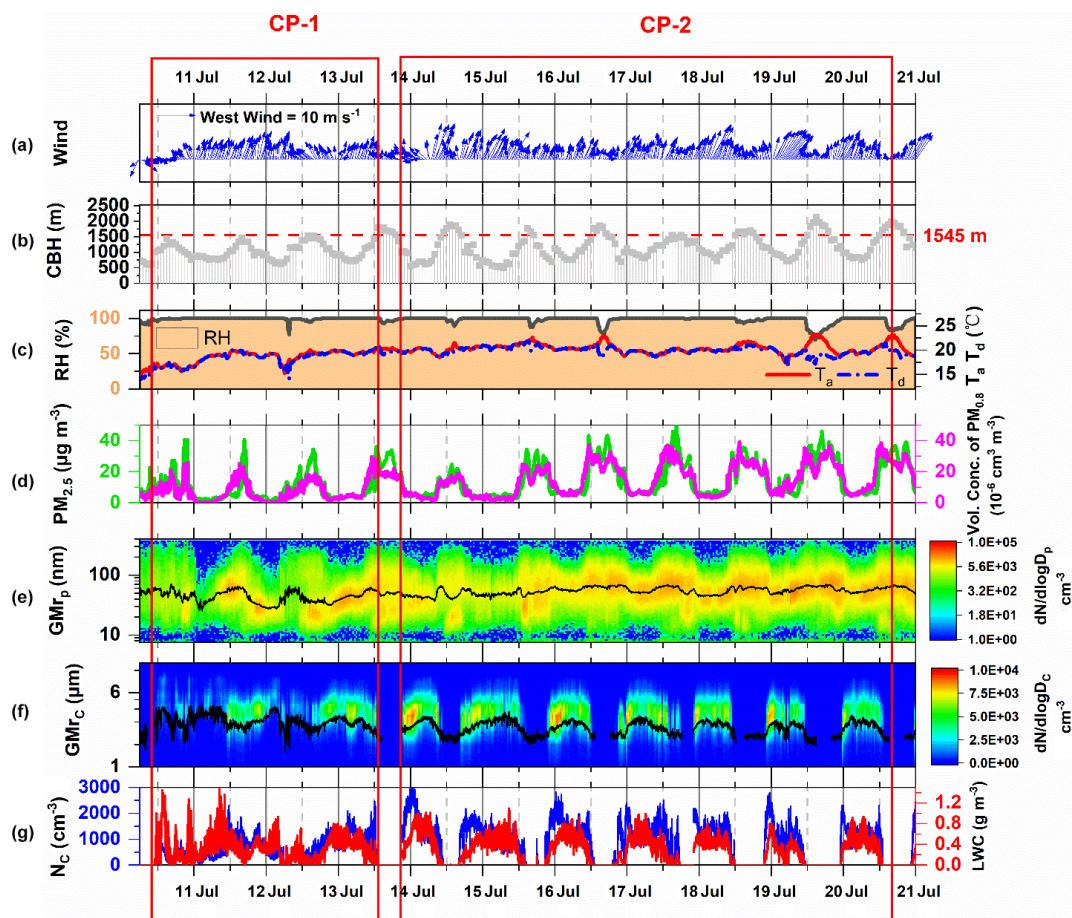 CP-1
CP-2
11 Jul 12 Jul 13 Jul 14 Jul 15 Jul 16 Jul 17 Jul 18 Jul 19 Jul 20 Jul 21 Jul
(a)
Wind
West Wind = 10 m s⁻¹
(b)
CBH (m)
2500
2000
1500
1000
500
0
1545 m
(c)
RH (%)
100
50
0
RH
Tₐ
T_d
25
20
15
Tₐ T_d (℃)
(d)
PM₂.₅ (µg m⁻³)
40
20
0
40
20
0
Vol. Conc. of PM₀.₈
(10⁻⁶ cm³ m⁻³)
(e)
GMrₚ (nm)
100
10
1.0E+05
5.6E+03
3.2E+02
1.8E+01
1.0E+00
dN/dlogDₚ
cm⁻³
(f)
GMr_C (µm)
6
1
1.0E+04
7.5E+03
5.0E+03
2.5E+03
0.0E+00
dN/dlogD_C
cm⁻³
(g)
N_C (cm⁻³)
3000
2000
1000
0
1.2
0.8
0.4
0.0
LWC (g m⁻³)
11 Jul 12 Jul 13 Jul 14 Jul 15 Jul 16 Jul 17 Jul 18 Jul 19 Jul 20 Jul 21 Jul